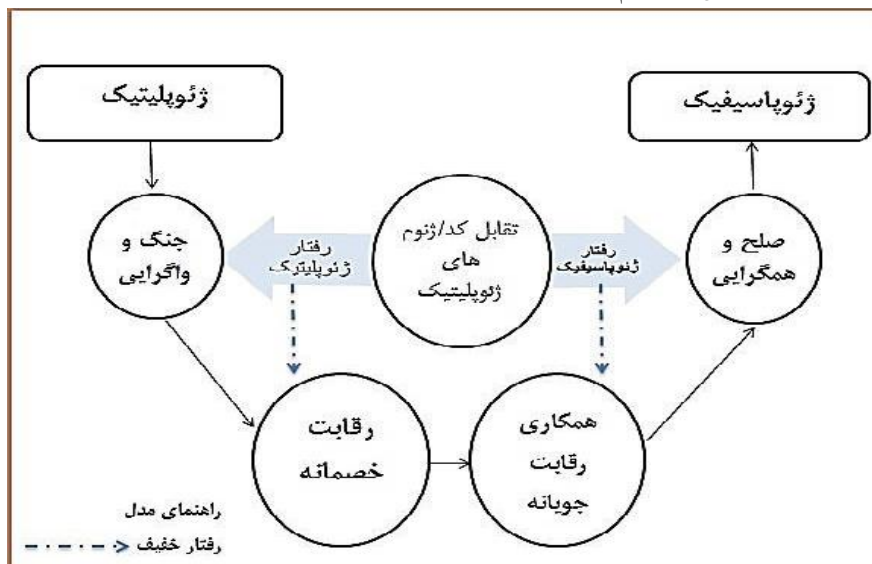 ژئوپلیتیک
ژئوپاسیفیک
جنگ و
واگرایی
رفتار
ژئوپلیتیک
تقابل کد/ژنوم
های
ژئوپلیتیک
رفتار
ژئوپاسیفیک
صلح و
همگرایی
رقابت
خصمانه
همکاری
رقابت
جویانه
راهنمای مدل
رفتار خفیف